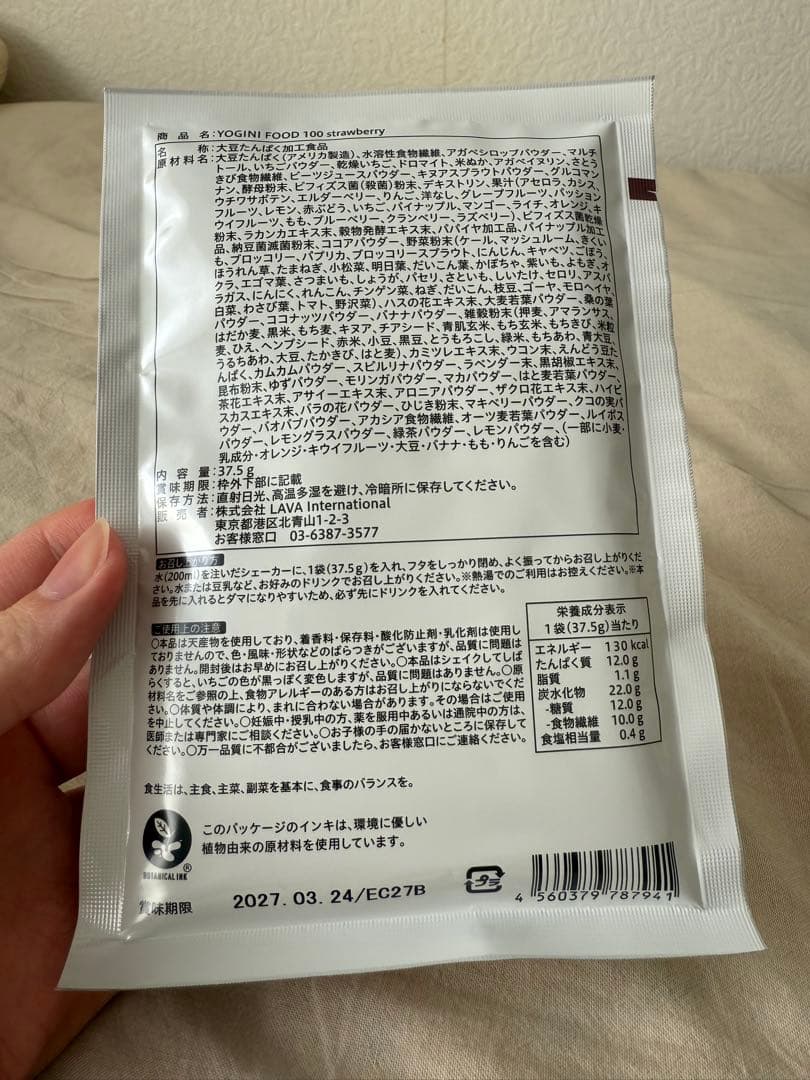 商品名:YOGINI FOOD 100 strawberry
名称:大豆たんぱく加工食品
原材料名:大豆たんぱく(アメリカ製造)、水溶性食物繊維、アガベシロップパウダー、マルチ
トール、いちごパウダー、乾燥いちご、ドロマイト、米ぬか、アガベイヌリン、さとう
きび食物繊維、ビーツジュースパウダー、キヌアスプラウトパウダー、グルコマン
ナン、酵母粉末、ビフィズス菌(殺菌)粉末、デキストリン、果汁(アセロラ、カシス、
ウチワサボテン、エルダーベリー、りんご、洋なし、グレープフルーツ、パッション
フルーツ、レモン、赤ぶどう、いちご、パイナップル、マンゴー、ライチ、オレンジ、キ
ウイフルーツ、もも、ブルーベリー、クランベリー、ラズベリー)、ビフィズス菌乾燥
粉末、ラカンカエキス末、穀物発酵エキス末、パパイヤ加工品、パイナップル加工
品、納豆菌滅菌粉末、ココアパウダー、野菜粉末(ケール、マッシュルーム、きくい
も、ブロッコリー、パプリカ、ブロッコリースプラウト、にんじん、キャベツ、ごぼう、
ほうれん草、たまねぎ、小松菜、明日葉、だいこん葉、かぼちゃ、紫いも、よもぎ、オ
クラ、エゴマ葉、さつまいも、しょうが、パセリ、さといも、しいたけ、セロリ、アスパ
ラガス、にんにく、れんこん、チンゲン菜、ねぎ、だいこん、枝豆、ゴーヤ、モロヘイヤ、
白菜、わさび葉、トマト、野沢菜)、ハスの花エキス末、大麦若葉パウダー、桑の葉
パウダー、ココナッツパウダー、バナナパウダー、雑穀粉末(押麦、アマランサス、
はだか麦、黒米、もち麦、キヌア、チアシード、青肌玄米、もち玄米、もちきび、米粒
麦、ひえ、ヘンプシード、赤米、小豆、黒豆、とうもろこし、緑米、もちあわ、青大豆、
うるちあわ、大豆、たかきび、はと麦)、カミツレエキス末、ウコン末、えんどう豆た
んぱく、カムカムパウダー、スピルリナパウダー、ラベンダー末、黒胡椒エキス末、
昆布粉末、ゆずパウダー、モリンガパウダー、マカパウダー、はと麦若葉パウダー、
茶花エキス末、アサイーエキス末、アロニアパウダー、ザクロ花エキス末、ハイビ
スカスエキス末、バラの花パウダー、ひじき粉末、マキベリーパウダー、クコの実パ
ウダー、バオバブパウダー、アカシア食物繊維、オーツ麦若葉パウダー、ルイボス
パウダー、レモングラスパウダー、緑茶パウダー、レモンパウダー、(一部に小麦・
乳成分・オレンジ・キウイフルーツ・大豆・バナナ・もも・りんごを含む)
内容量:37.5g
賞味期限:枠外下部に記載
保存方法:直射日光、高温多湿を避け、冷暗所に保存してください。
販売者:株式会社 LAVA International
東京都港区北青山1-2-3
お客様窓口 03-6387-3577
お召し上がり方
水(200ml)を注いだシェーカーに、1袋(37.5g)を入れ、フタをしっかり閉め、よく振ってからお召し上がりくだ
さい。水または豆乳など、お好みのドリンクでお召し上がりください。※熱湯でのご利用はお控えください。※本
品を先に入れるとダマになりやすいため、必ず先にドリンクを入れてください。
ご使用上の注意
○本品は天産物を使用しており、着香料・保存料・酸化防止剤・乳化剤は使用し
ておりませんので、色・風味・形状などのばらつきがございますが、品質に問題は
ありません。開封後はお早めにお召し上がりください。○本品はシェイクしてしば
らくすると、いちごの色が黒っぽく変色しますが、品質に問題はありません。○原
材料名をご参照の上、食物アレルギーのある方はお召し上がりにならないでくだ
さい。○体質や体調により、まれに合わない場合があります。その場合はご使用
を中止してください。○妊娠中・授乳中の方、薬を服用中あるいは通院中の方は、
医師または専門家にご相談ください。○お子様の手の届かないところに保存して
ください。○万一品質に不都合がございましたら、お客様窓口にご連絡ください。
栄養成分表示
1袋(37.5g)当たり
エネルギー 130 kcal
たんぱく質 12.0g
脂質 1.1g
炭水化物 22.0g
-糖質 12.0g
-食物繊維 10.0g
食塩相当量 0.4g
食生活は、主食、主菜、副菜を基本に、食事のバランスを。
BOTANICAL INK®
このパッケージのインキは、環境に優しい
植物由来の原材料を使用しています。
賞味期限 2027.03.24/EC27B
プラ
4 560379 787941